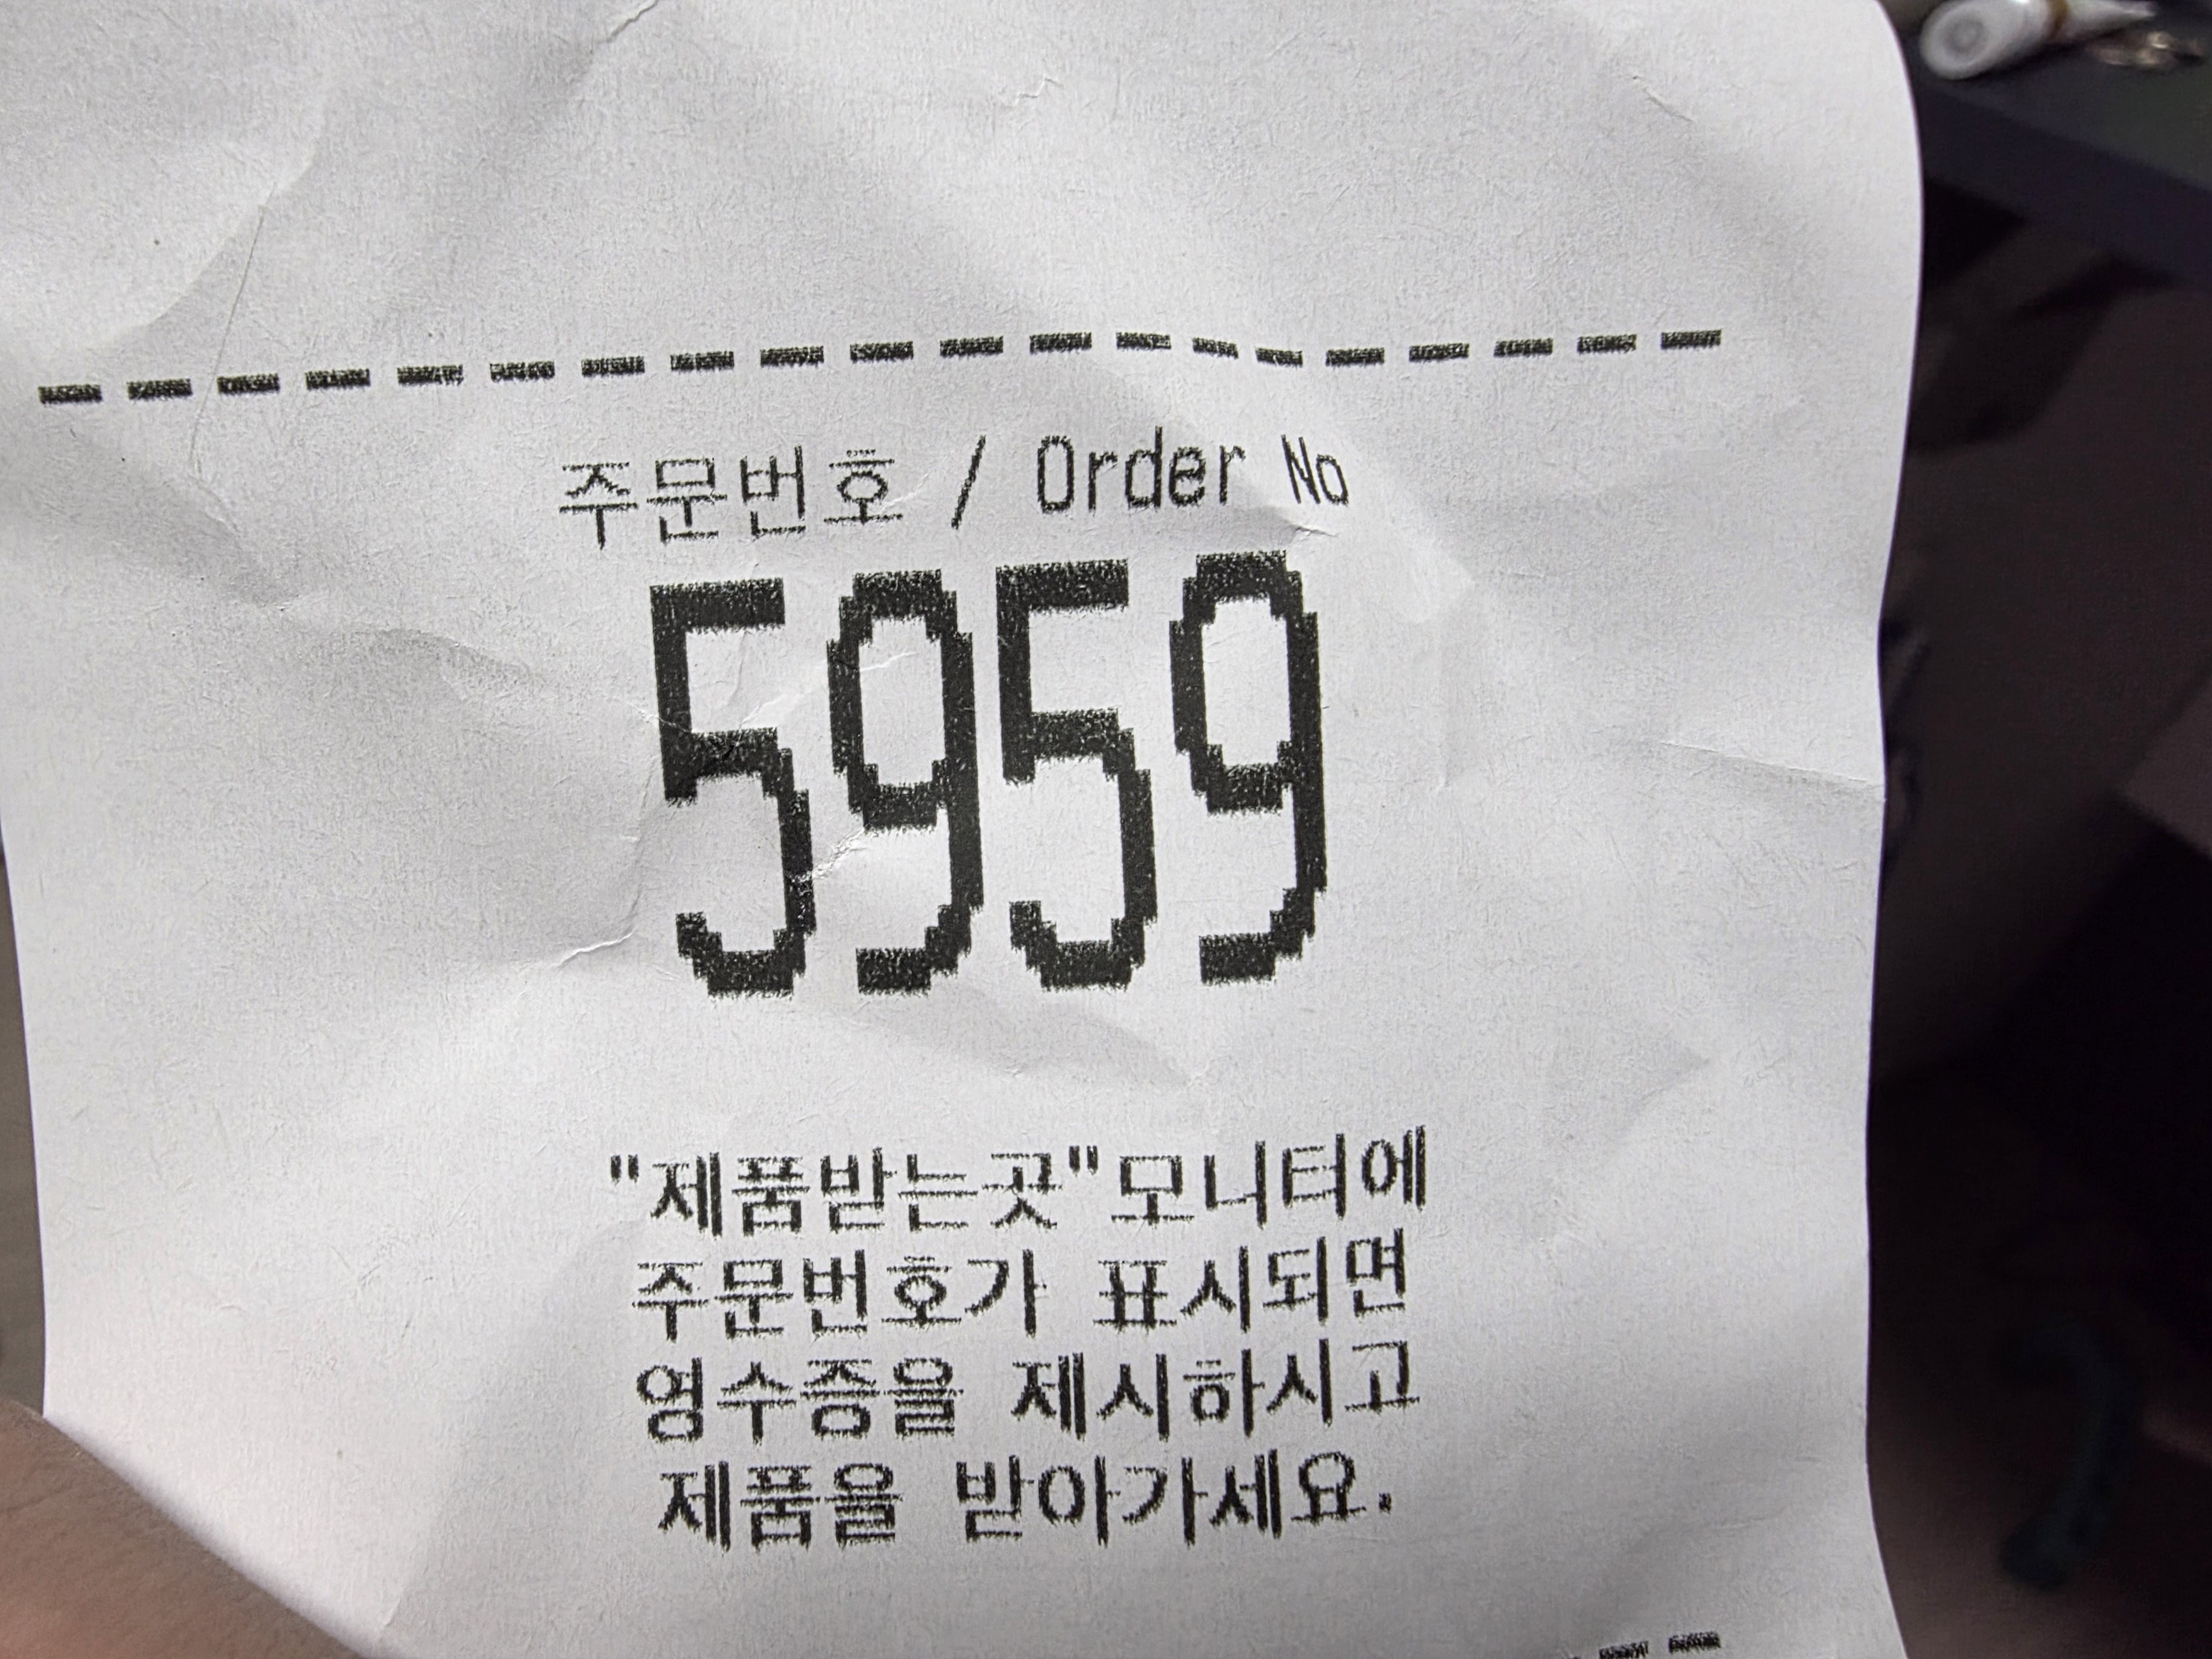 주문번호 / Order No
5959
"제품받는곳"모니터에
주문번호가 표시되면
영수증을 제시하시고
제품을 받아가세요.